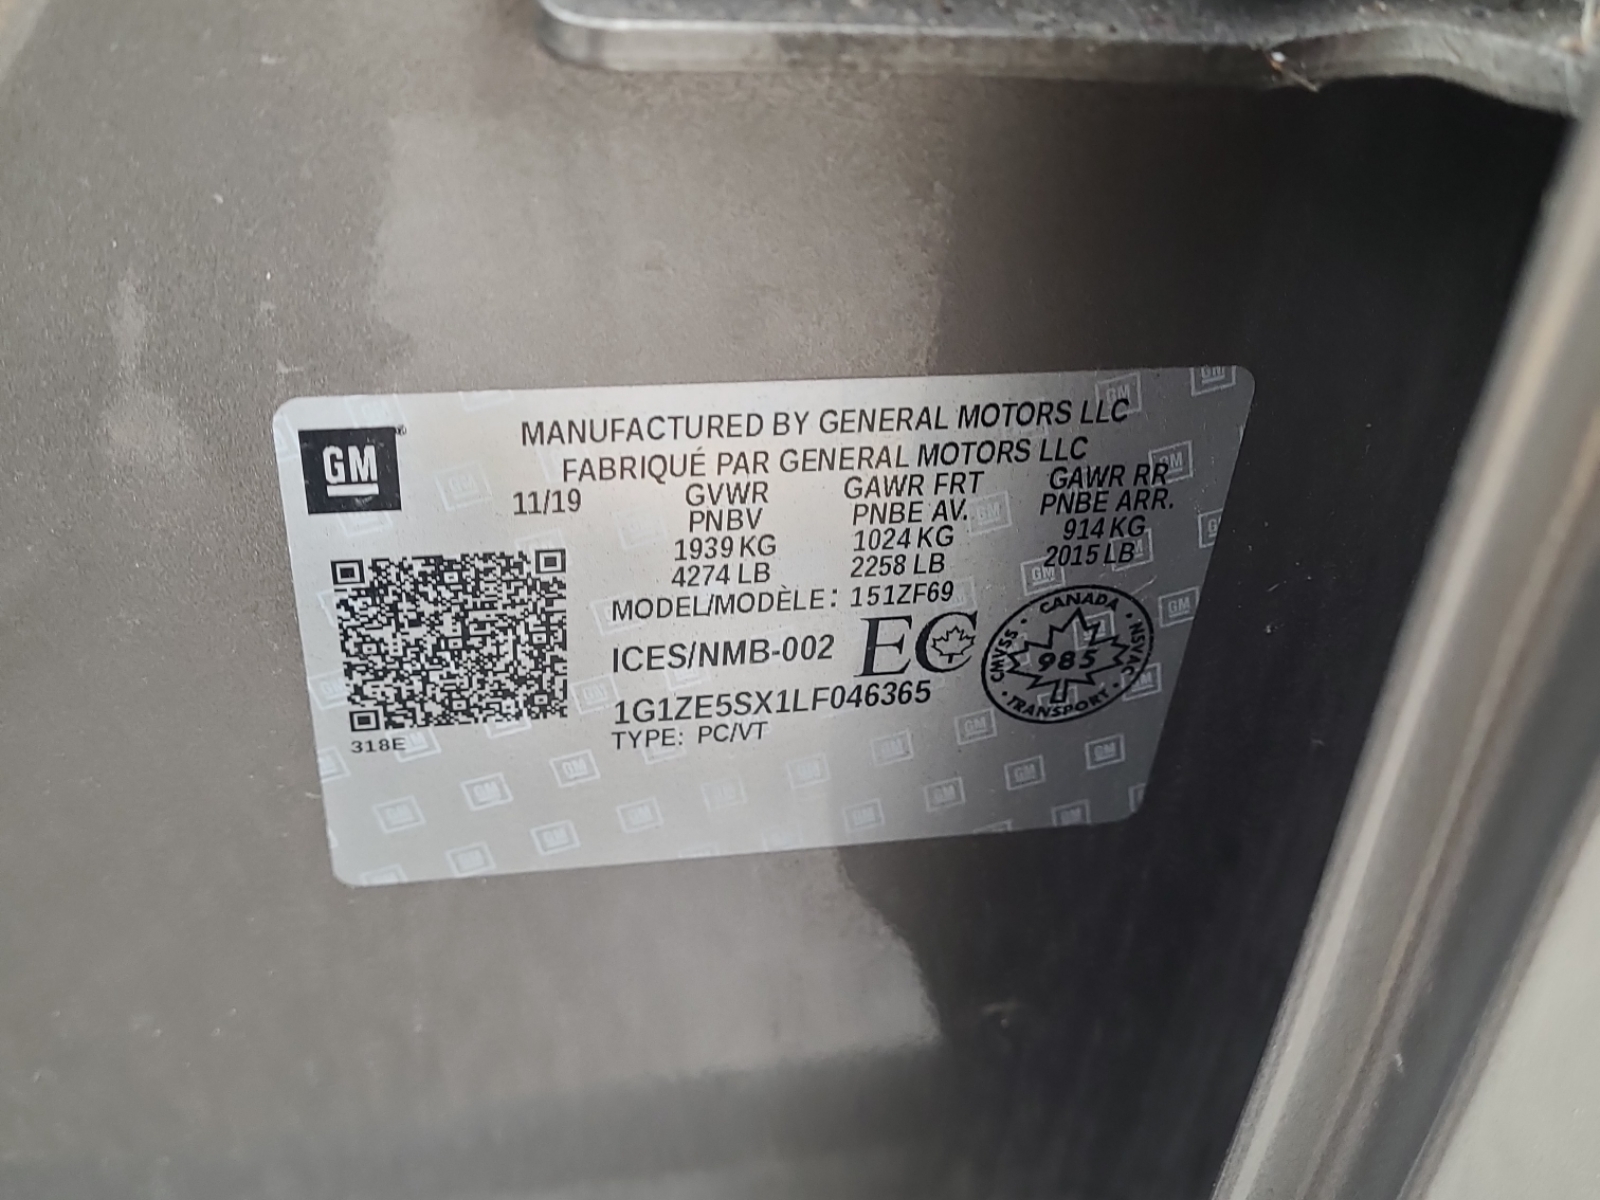 GM
MANUFACTURED BY GENERAL MOTORS LLC
FABRIQUÉ PAR GENERAL MOTORS LLC
11/19 GVWR GAWR FRT GAWR RR
PNBV PNBE AV. PNBE ARR.
1939 KG 1024 KG 914 KG
4274 LB 2258 LB 2015 LB
MODEL/MODÈLE: 151ZF69
ICES/NMB-002 EC
1G1ZE5SX1LF046365
TYPE: PC/VT
318E
CANADA
CMVSS 985 NSVAC
TRANSPORT